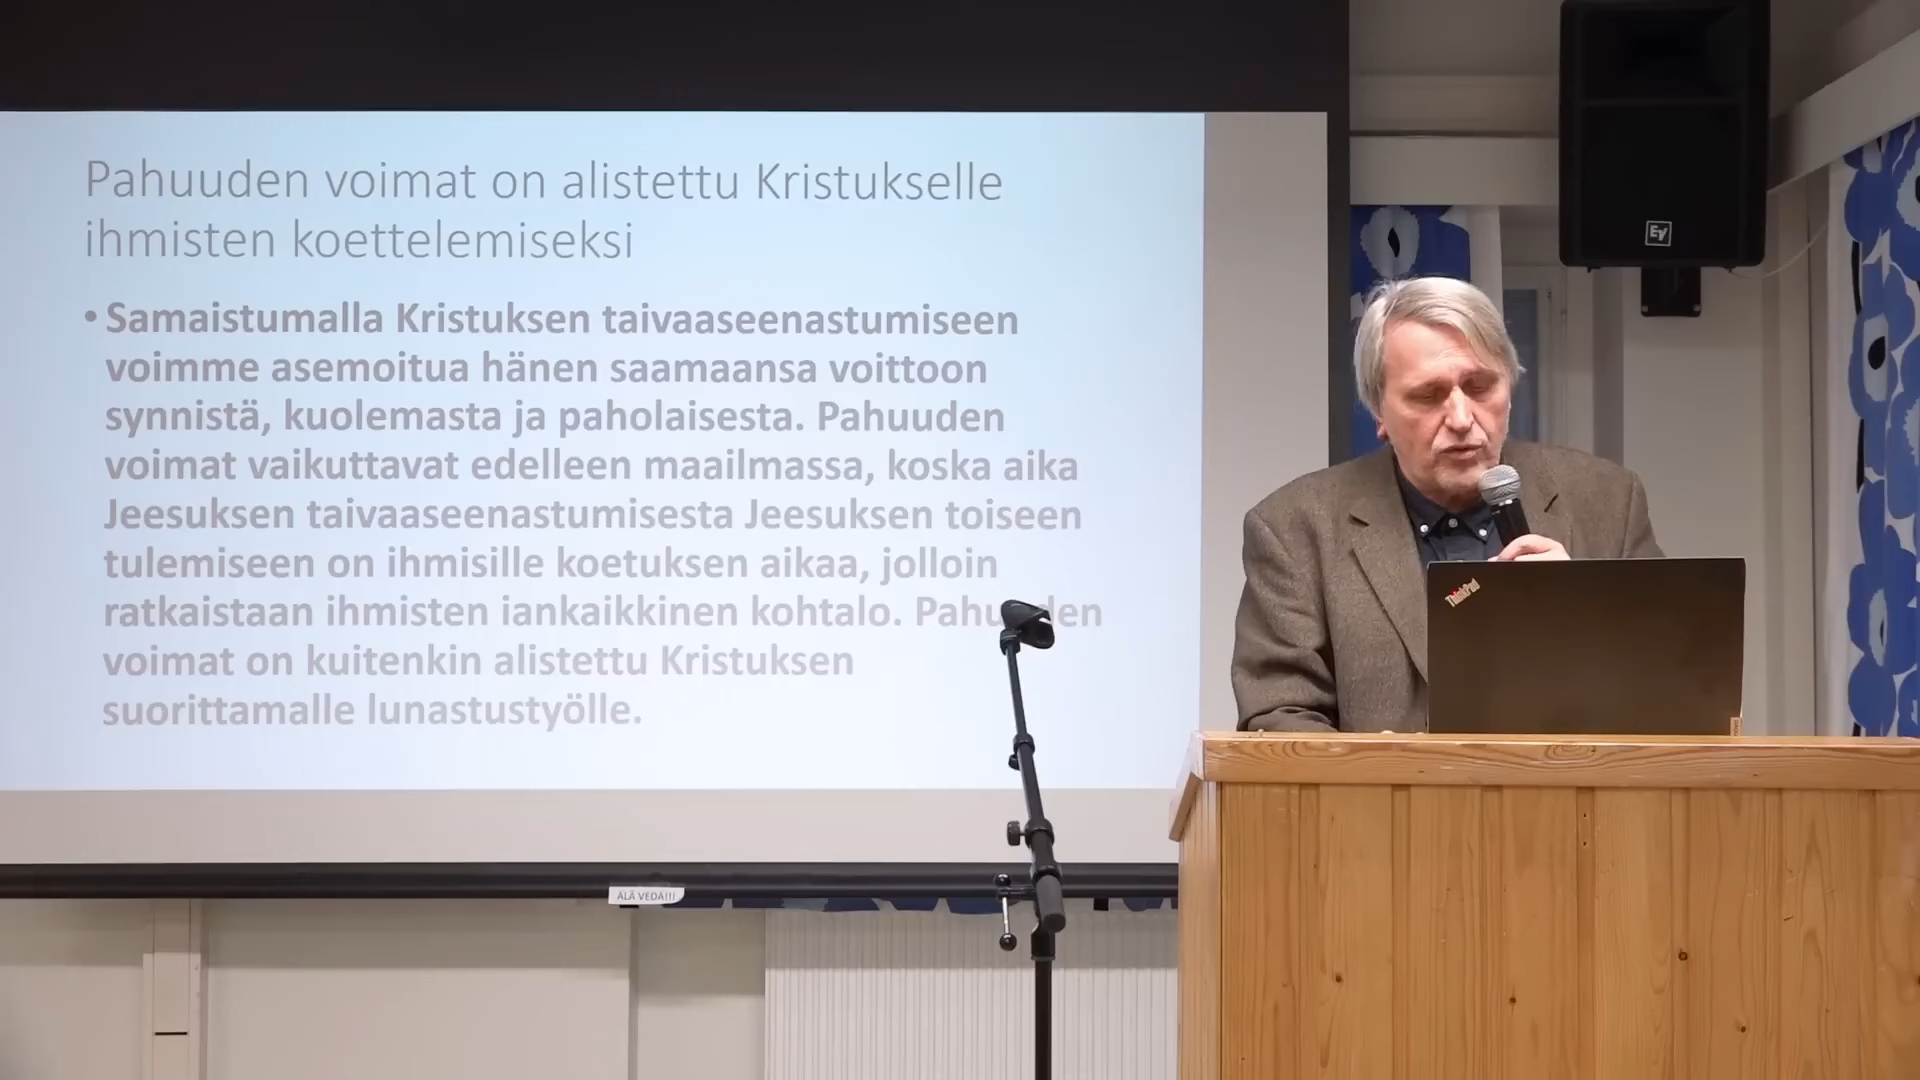 Pahuuden voimat on alistettu Kristukselle
ihmisten koettelemiseksi
• Samaistumalla Kristuksen taivaaseenastumiseen
voimme asemoitua hänen saamaansa voittoon
synnistä, kuolemasta ja paholaisesta. Pahuuden
voimat vaikuttavat edelleen maailmassa, koska aika
Jeesuksen taivaaseenastumisesta Jeesuksen toiseen
tulemiseen on ihmisille koetuksen aikaa, jolloin
ratkaistaan ihmisten iankaikkinen kohtalo. Pahuuden
voimat on kuitenkin alistettu Kristuksen
suorittamalle lunastustyölle.
ÄLÄ VEDÄ!!!
EV
ThinkPad